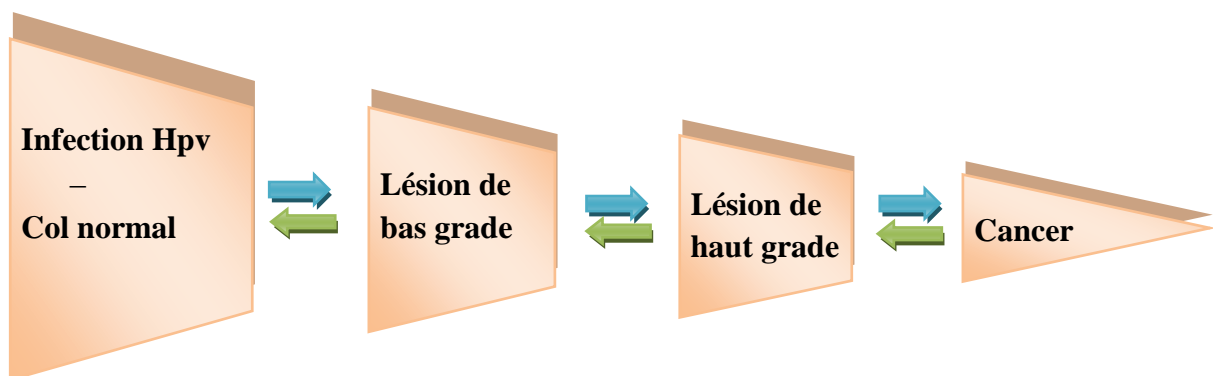 Infection Hpv
–
Col normal
Lésion de
bas grade
Lésion de
haut grade
Cancer